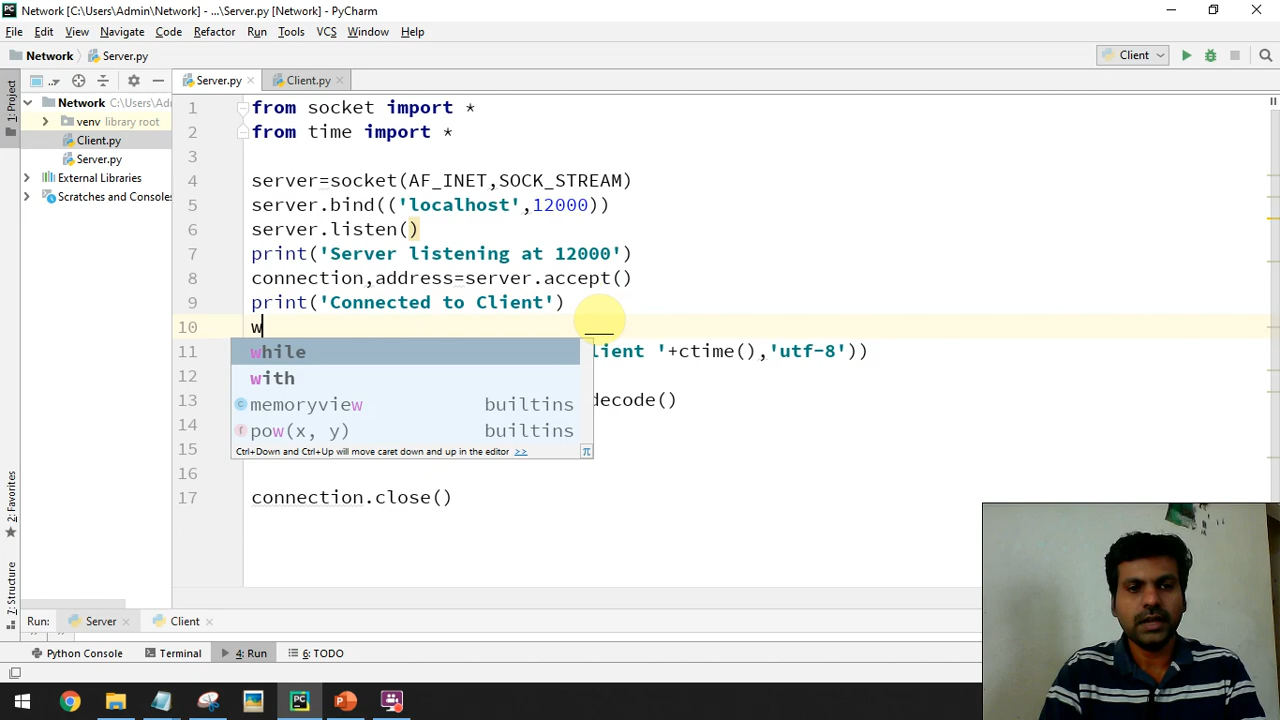 Network [C:\Users\Admin\Network] - ...\Server.py [Network] - PyCharm
File Edit View Navigate Code Refactor Run Tools VCS Window Help
Network Server.py Client
1: Project Server.py Client.py
Network C:\Users\Ad
venv library root
Client.py
Server.py
External Libraries
Scratches and Consoles
1 from socket import *
2 from time import *
3
4 server=socket(AF_INET,SOCK_STREAM)
5 server.bind(('localhost',12000))
6 server.listen()
7 print('Server listening at 12000')
8 connection,address=server.accept()
9 print('Connected to Client')
10 w
11 lient '+ctime(),'utf-8'))
12
13 decode()
14
15
16
17 connection.close()
while
with
memoryview builtins
pow(x, y) builtins
Ctrl+Down and Ctrl+Up will move caret down and up in the editor >> π
2: Favorites
7: Structure
Run: Server Client
Python Console Terminal 4: Run 6: TODO